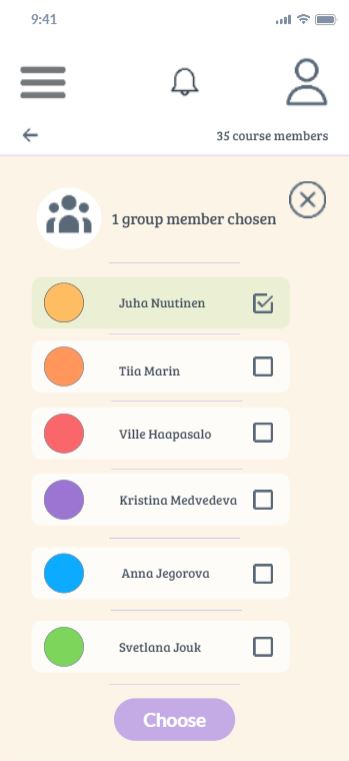 9:41
35 course members
1 group member chosen
Juha Nuutinen
Tiia Marin
Ville Haapasalo
Kristina Medvedeva
Anna Jegorova
Svetlana Jouk
Choose